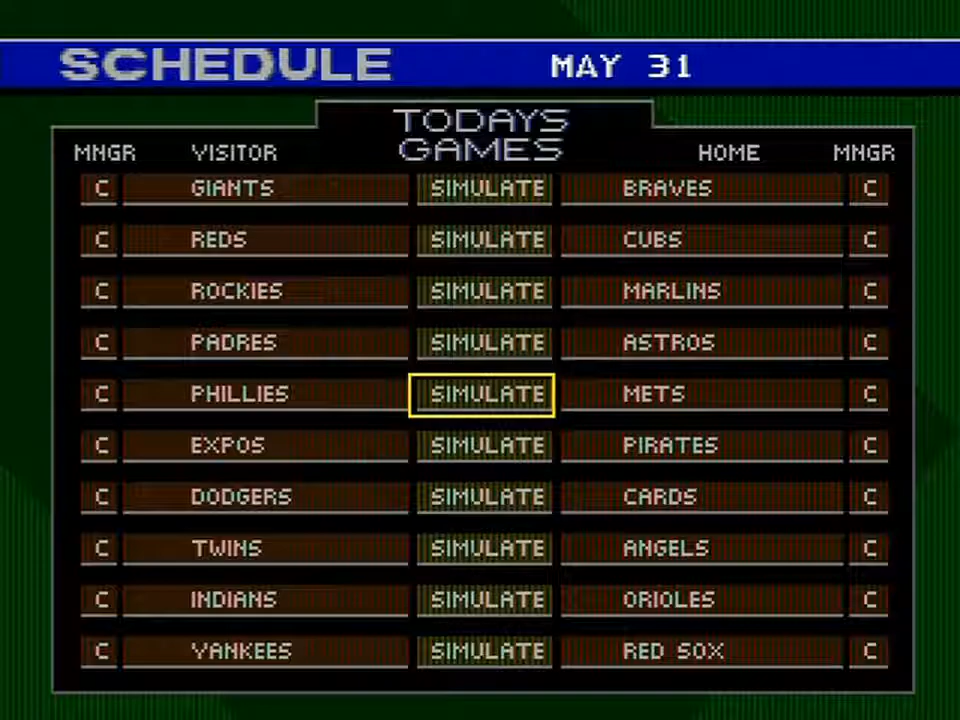 SCHEDULE MAY 31
TODAYS
GAMES
MNGR VISITOR HOME MNGR
C GIANTS SIMULATE BRAVES C
C REDS SIMULATE CUBS C
C ROCKIES SIMULATE MARLINS C
C PADRES SIMULATE ASTROS C
C PHILLIES SIMULATE METS C
C EXPOS SIMULATE PIRATES C
C DODGERS SIMULATE CARDS C
C TWINS SIMULATE ANGELS C
C INDIANS SIMULATE ORIOLES C
C YANKEES SIMULATE RED SOX C